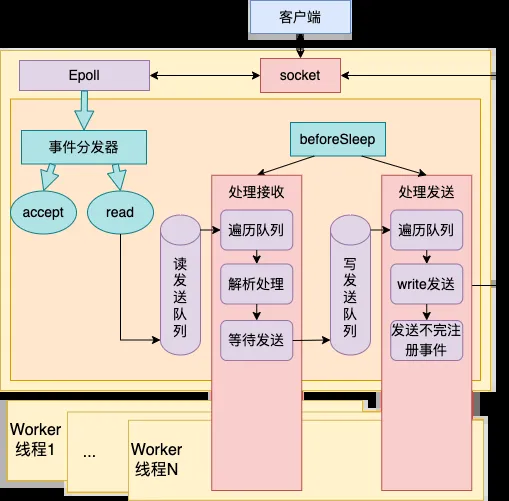 客户端
Epoll
socket
事件分发器
beforeSleep
accept
read
处理接收
处理发送
读发送队列
遍历队列
解析处理
等待发送
写发送队列
遍历队列
write发送
发送不完注
册事件
Worker
线程1
...
Worker
线程N